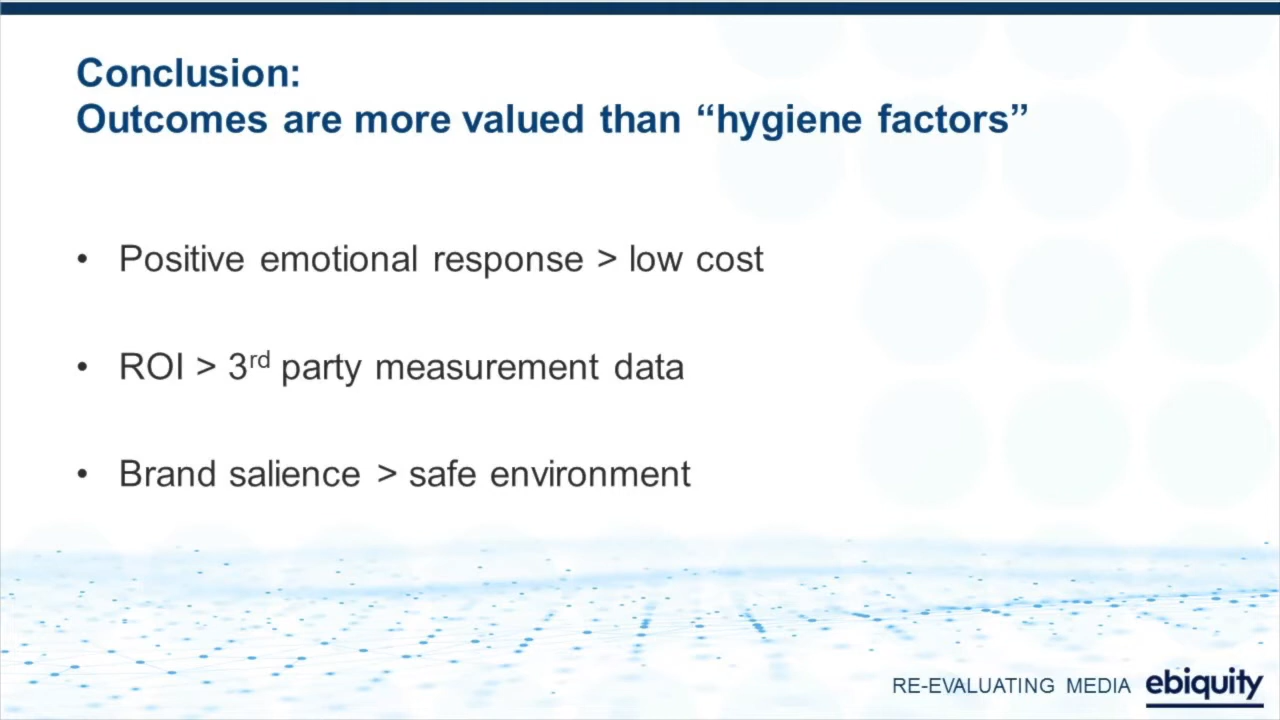 Conclusion:
Outcomes are more valued than “hygiene factors”
• Positive emotional response > low cost
• ROI > 3rd party measurement data
• Brand salience > safe environment
RE-EVALUATING MEDIA ebiquity